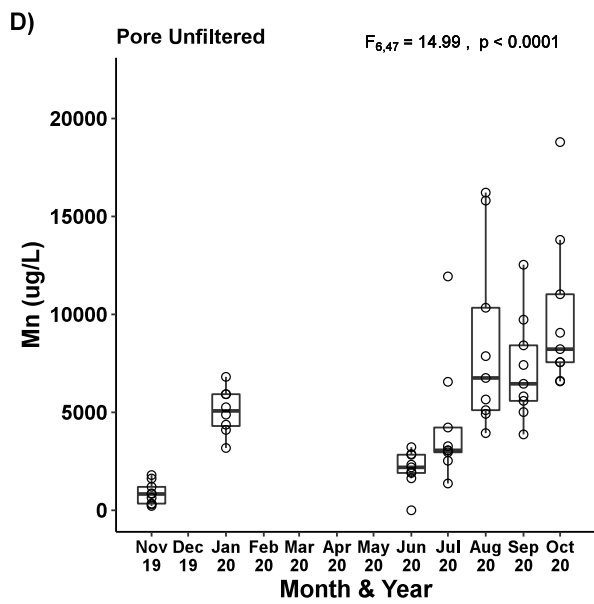 D)
Pore Unfiltered
F6,47 = 14.99 , p < 0.0001
20000
15000
10000
5000
0
Mn (ug/L)
Nov Dec Jan Feb Mar Apr May Jun Jul Aug Sep Oct
19 20 20 20 20 20 20 20 20 20 20 20
Month & Year